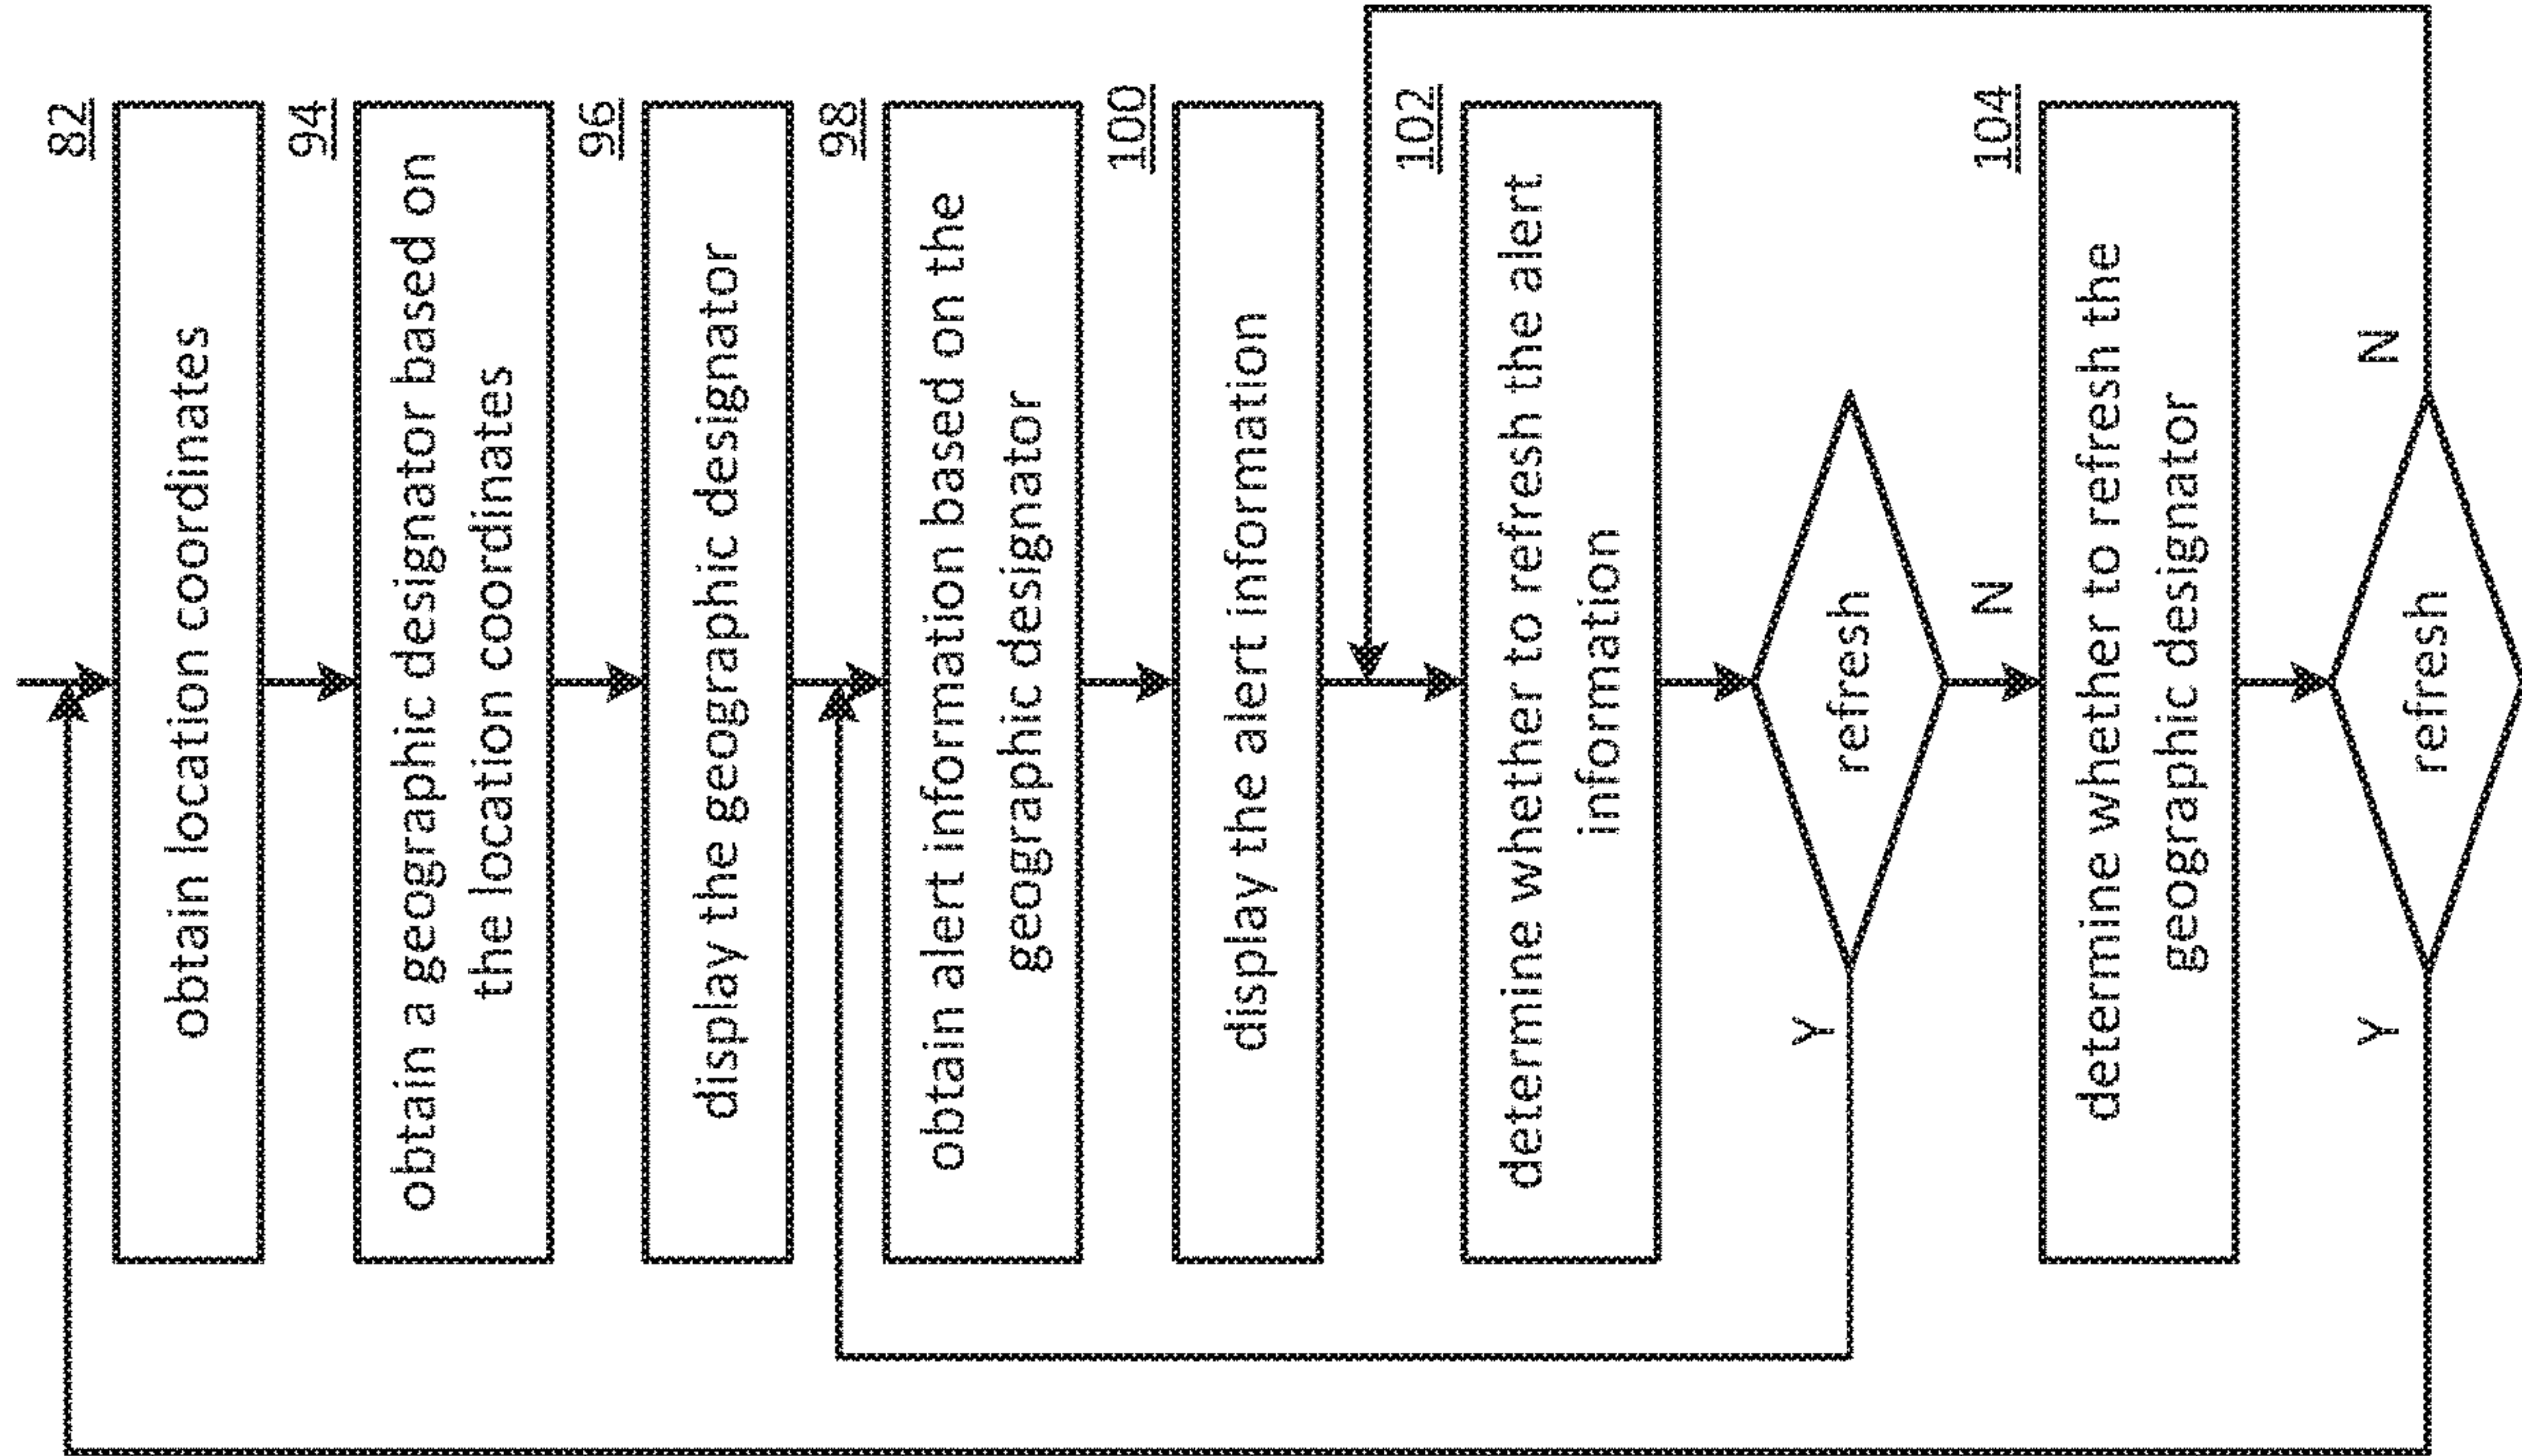 82
obtain location coordinates
94
obtain a geographic designator based on
the location coordinates
96
display the geographic designator
98
obtain alert information based on the
geographic designator
100
display the alert information
102
determine whether to refresh the alert
information
refresh
Y
N
104
determine whether to refresh the
geographic designator
refresh
Y
N